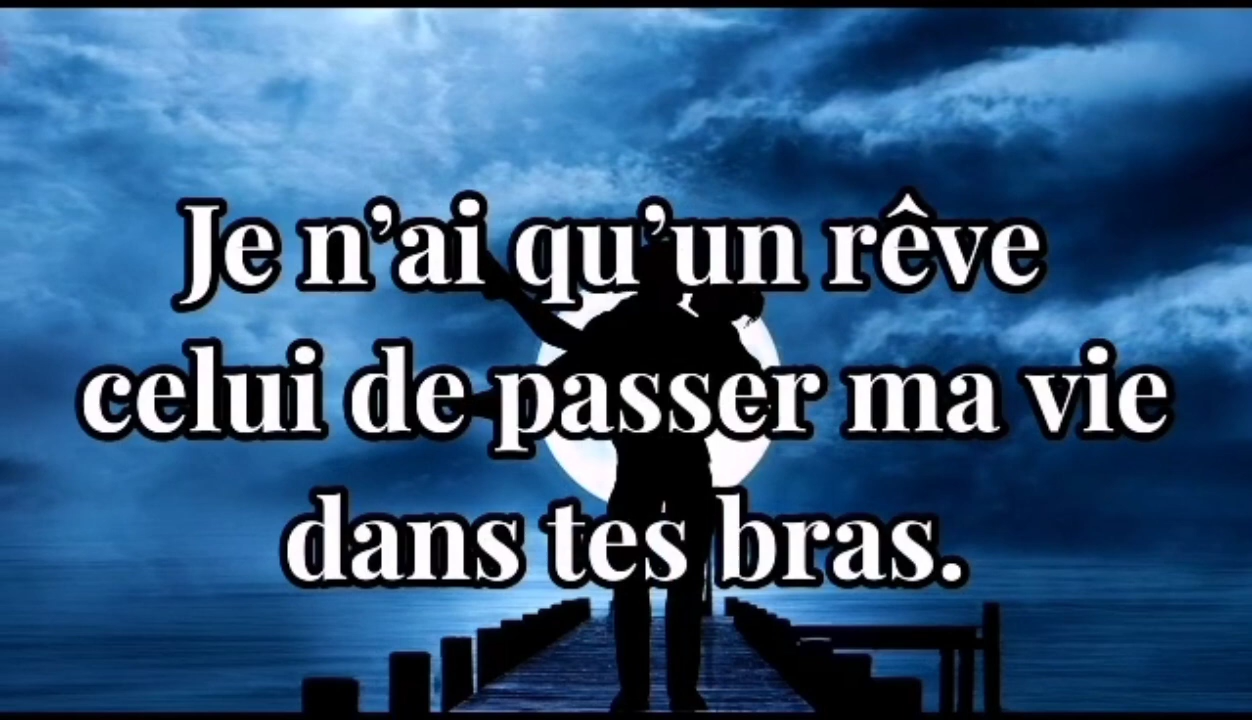 Je n’ai qu’un rêve
celui de passer ma vie
dans tes bras.